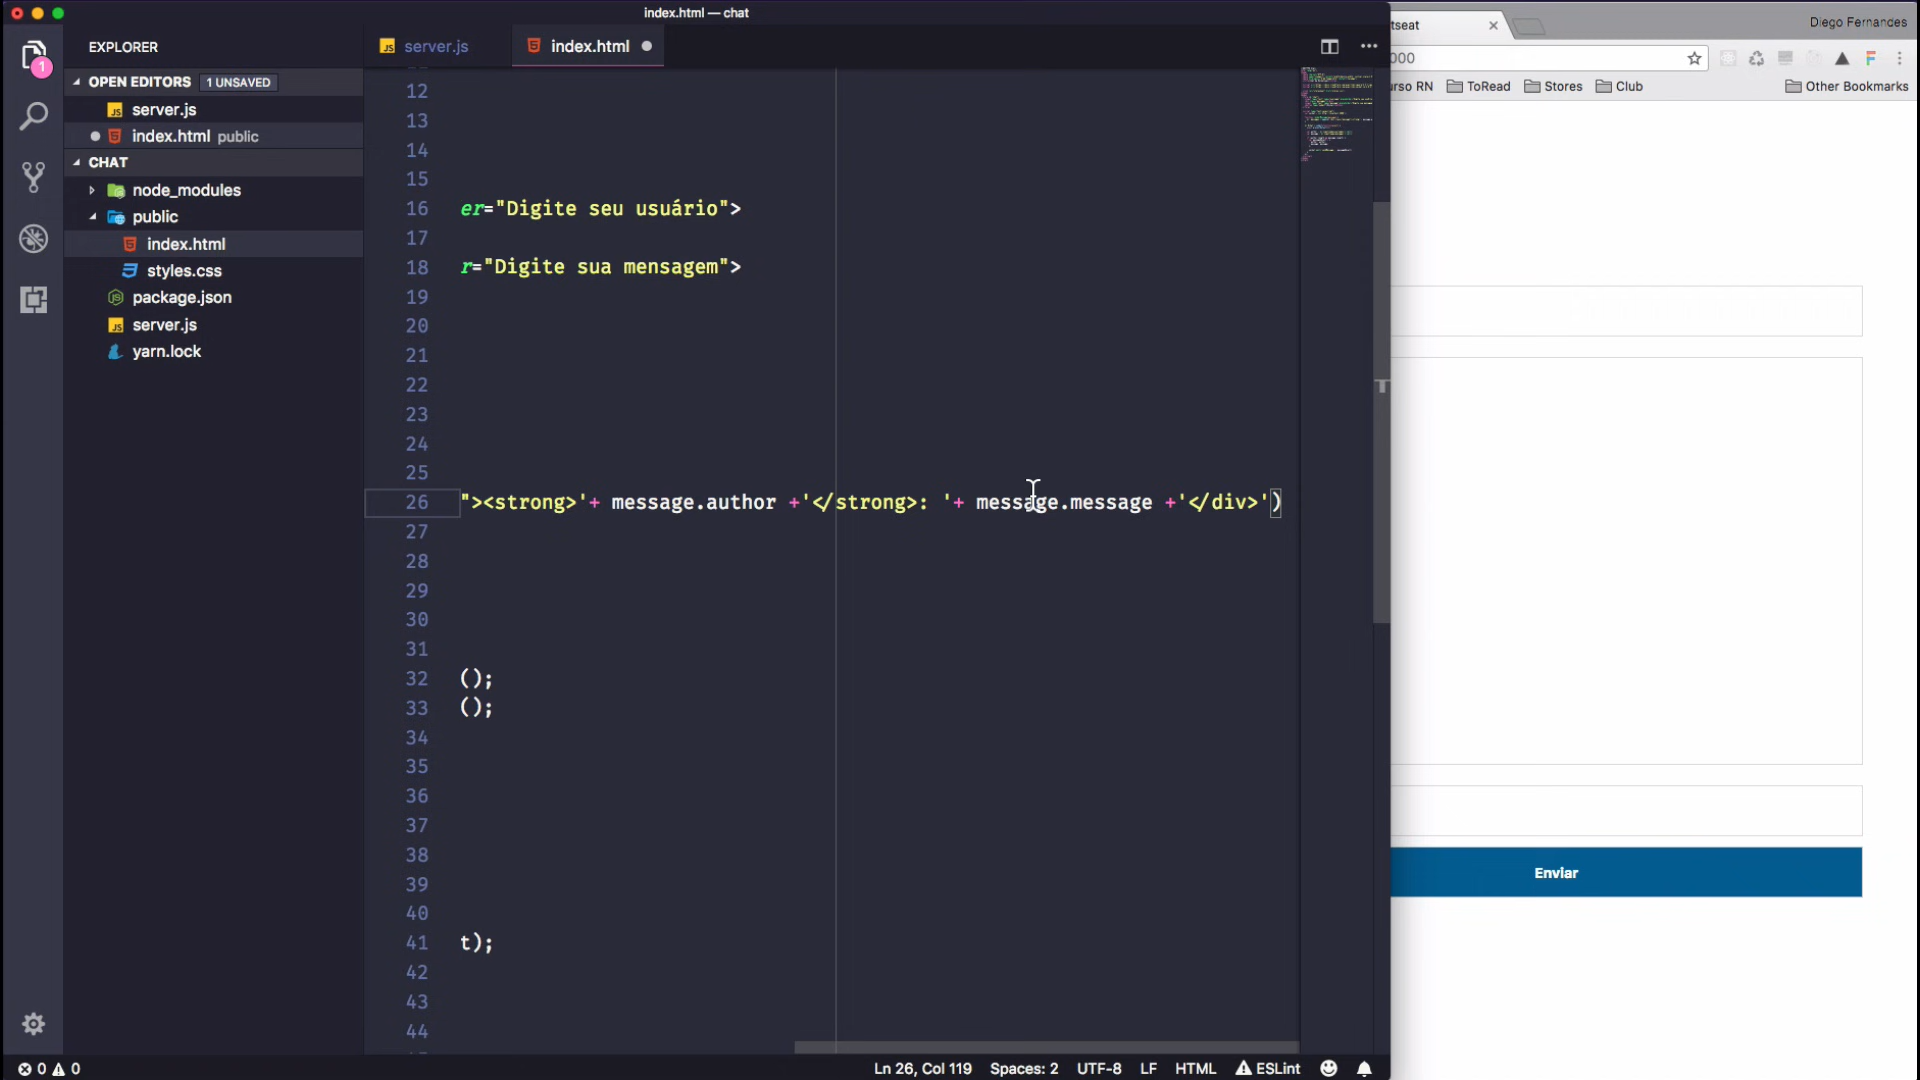 index.html — chat
EXPLORER
OPEN EDITORS 1 UNSAVED
server.js
index.html public
CHAT
node_modules
public
index.html
styles.css
package.json
server.js
yarn.lock
1
server.js
index.html
12
13
14
15
16 er="Digite seu usuário">
17
18 r="Digite sua mensagem">
19
20
21
22
23
24
25
26 "><strong>'+ message.author +'</strong>: '+ message.message +'</div>')
27
28
29
30
31
32 ();
33 ();
34
35
36
37
38
39
40
41 t);
42
43
44
0 0
Ln 26, Col 119 Spaces: 2 UTF-8 LF HTML ESLint
tseat
Diego Fernandes
000
urso RN ToRead Stores Club Other Bookmarks
Enviar